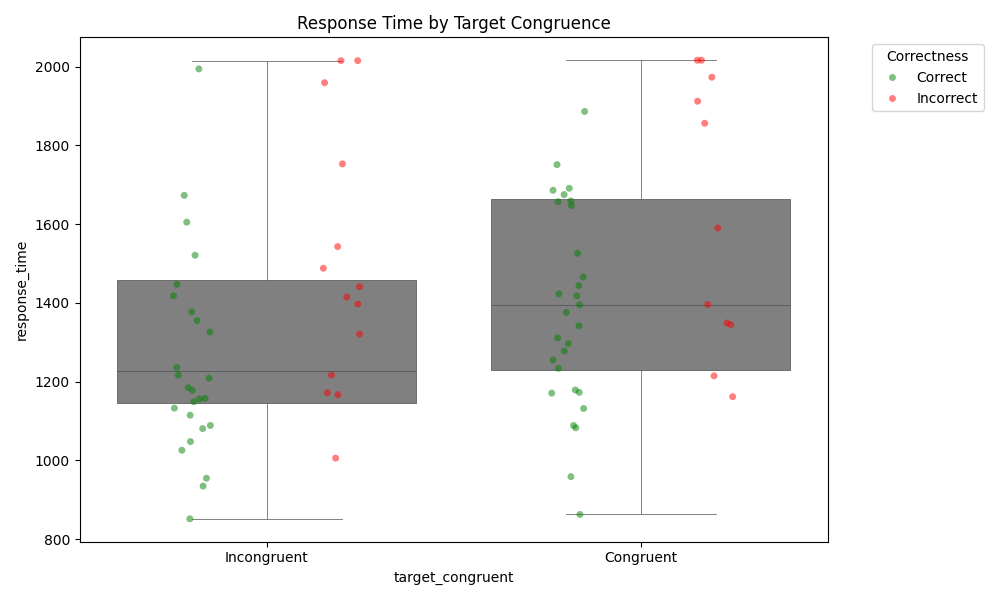 Response Time by Target Congruence
Correctness
Correct
Incorrect
response_time
2000
1800
1600
1400
1200
1000
800
Incongruent
Congruent
target_congruent